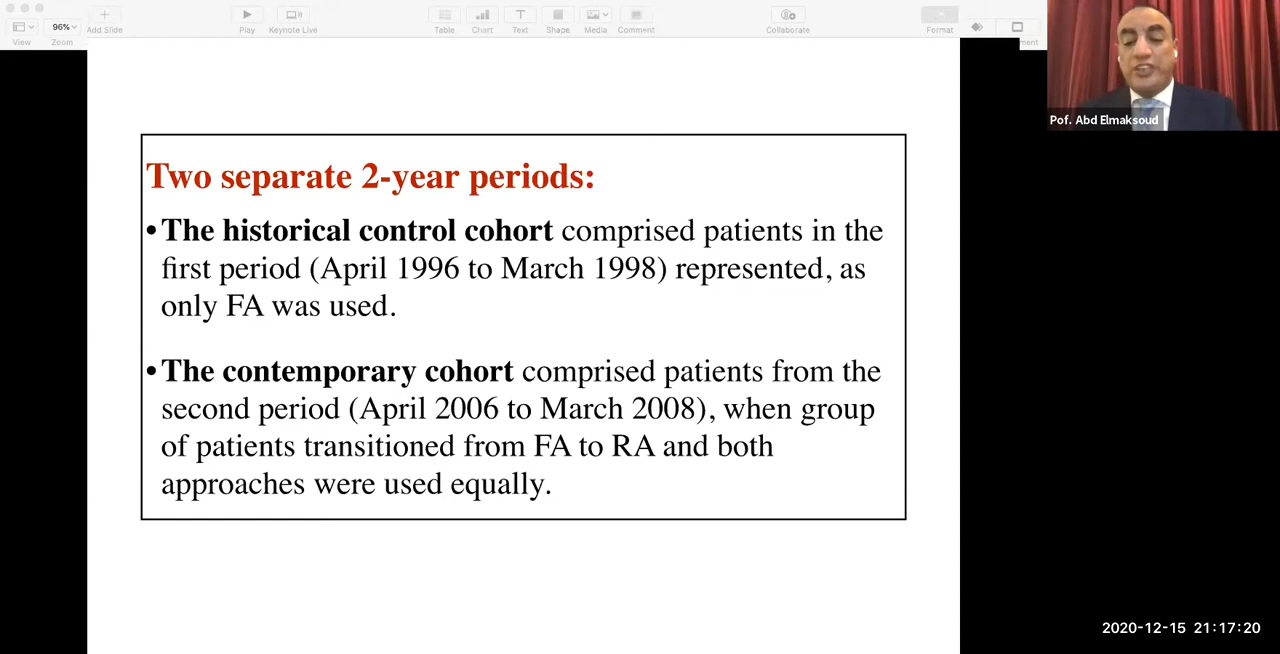 96%
View
Zoom
Add Slide
Play
Keynote Live
Table
Chart
Text
Shape
Media
Comment
Collaborate
Format
ment
Pof. Abd Elmaksoud
Two separate 2-year periods:
•The historical control cohort comprised patients in the
first period (April 1996 to March 1998) represented, as
only FA was used.
•The contemporary cohort comprised patients from the
second period (April 2006 to March 2008), when group
of patients transitioned from FA to RA and both
approaches were used equally.
2020-12-15 21:17:20